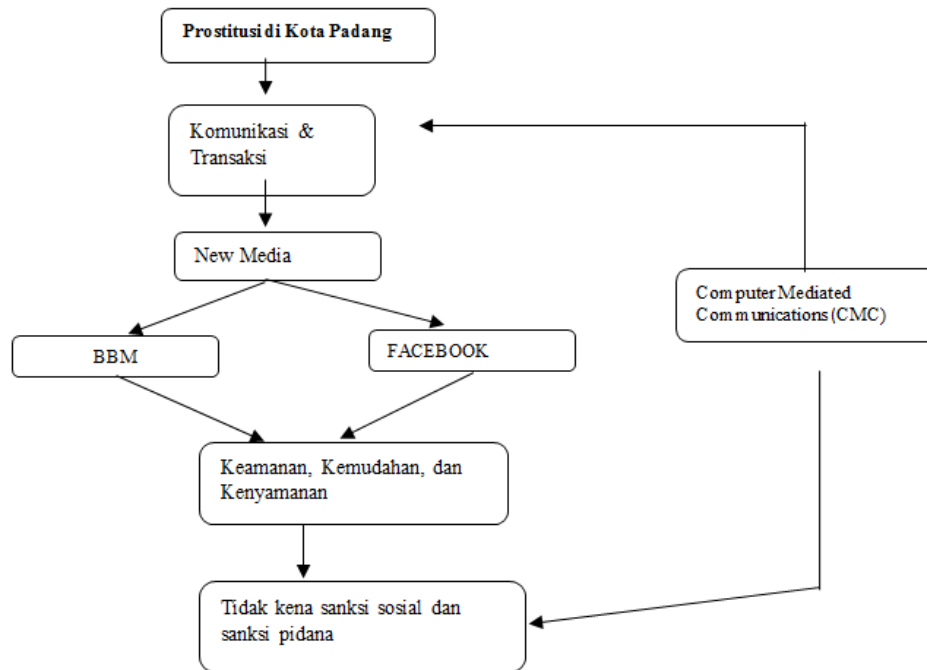 Prostitusi di Kota Padang
Komunikasi &
Transaksi
New Media
Computer Mediated
Communications (CMC)
BBM
FACEBOOK
Keamanan, Kemudahan, dan
Kenyamanan
Tidak kena sanksi sosial dan
sanksi pidana